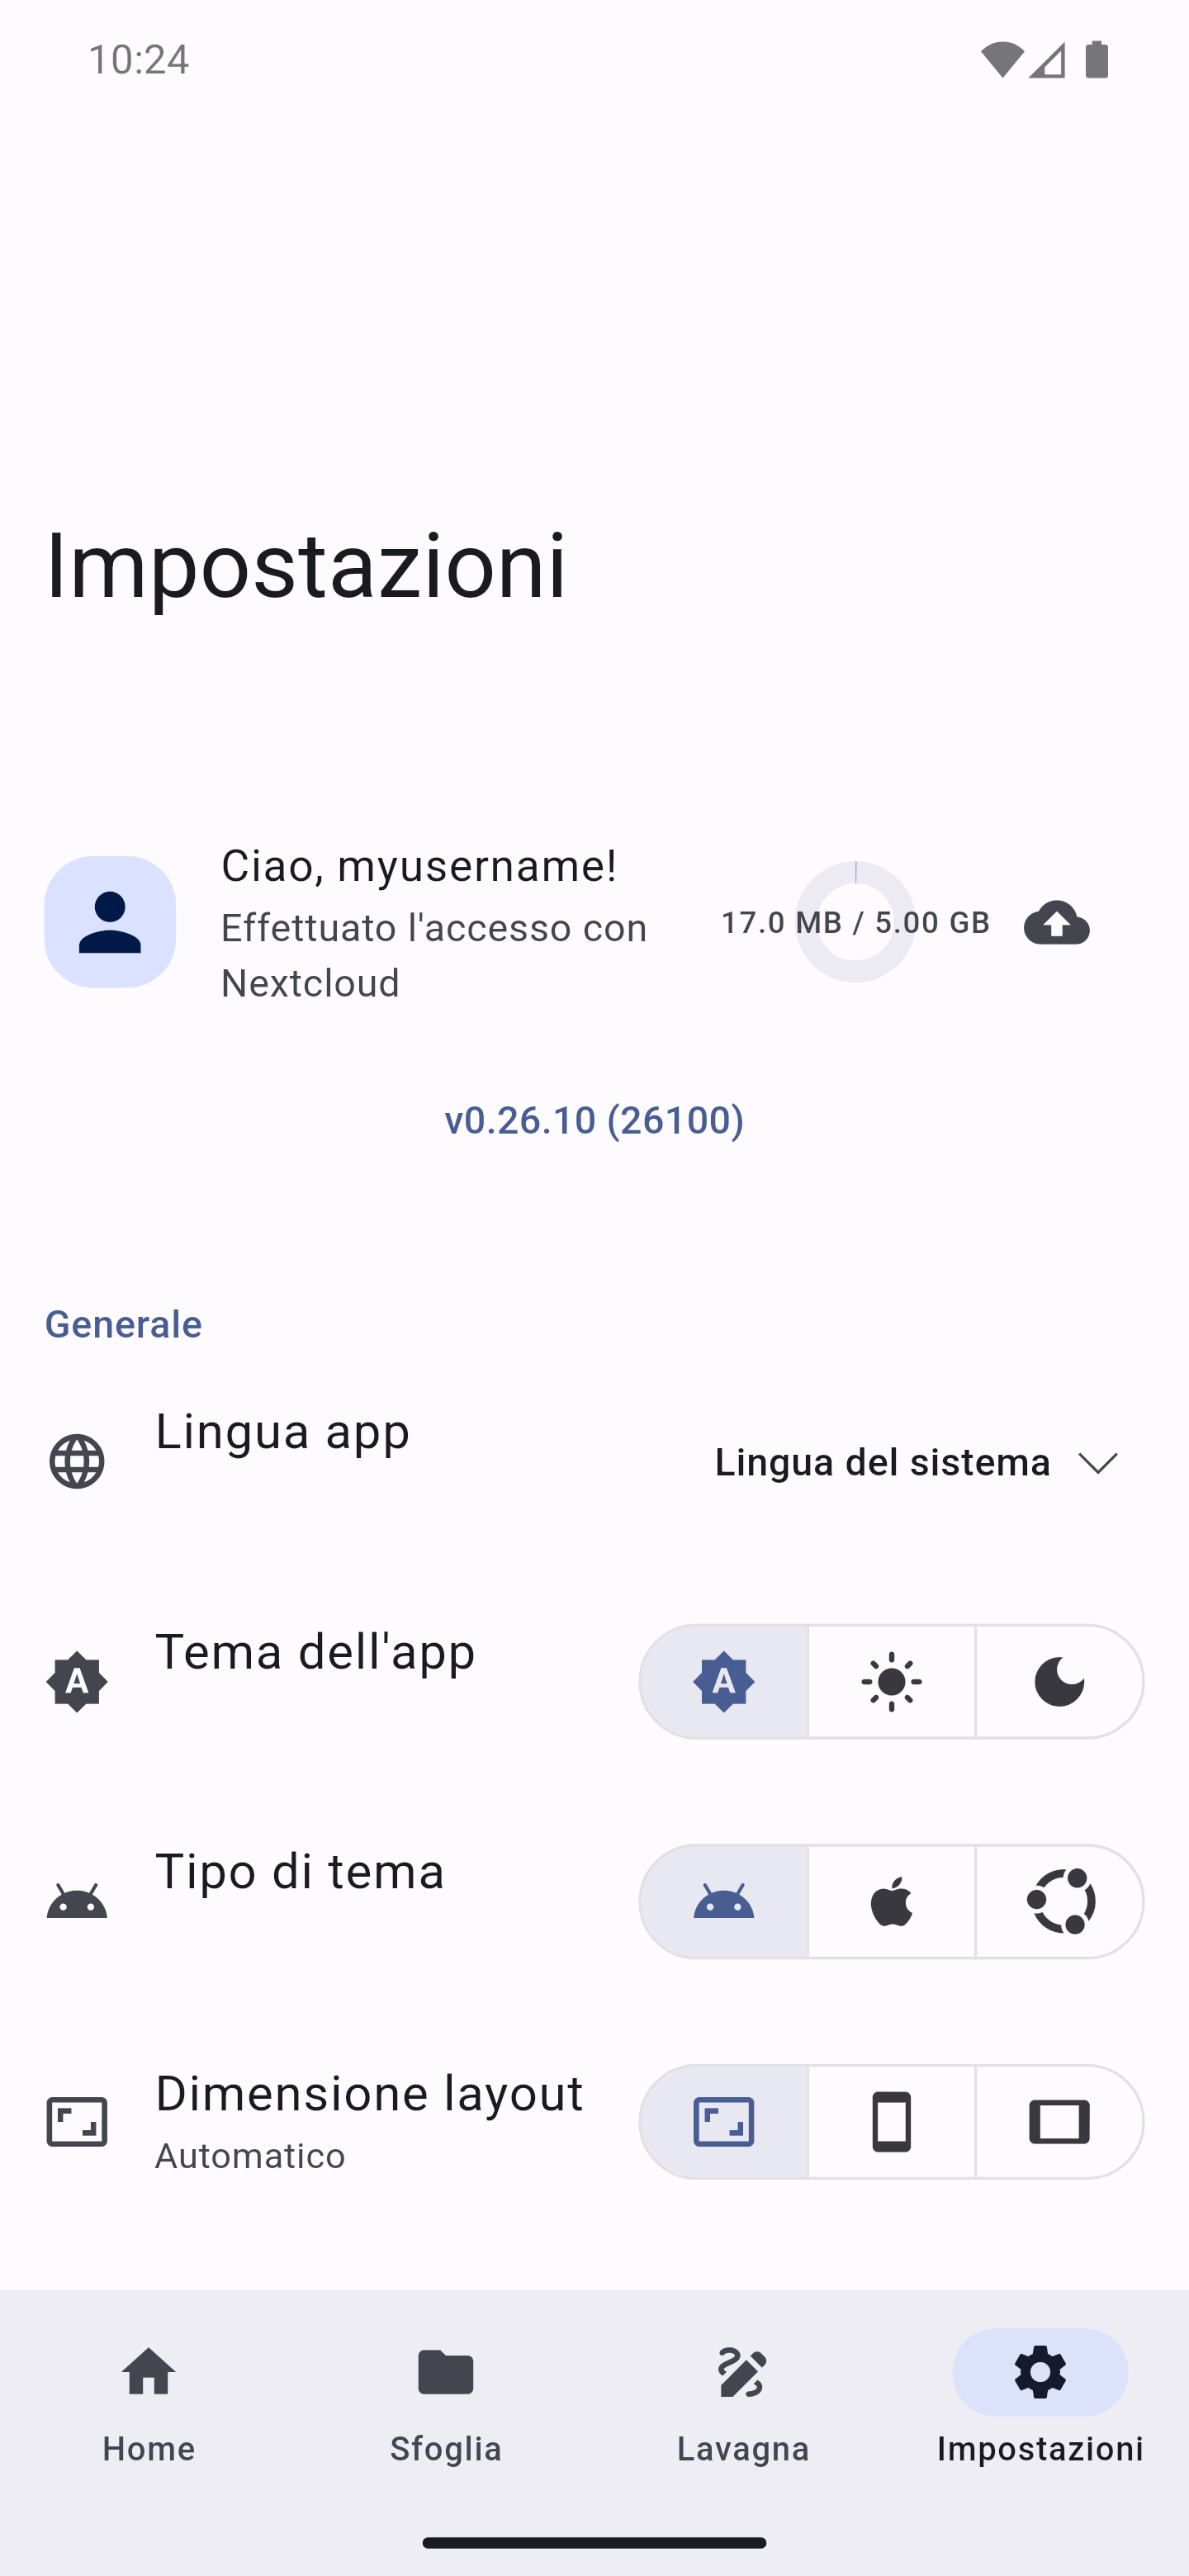 10:24
Impostazioni
Ciao, myusername!
Effettuato l'accesso con
Nextcloud
17.0 MB / 5.00 GB
v0.26.10 (26100)
Generale
Lingua app
Lingua del sistema
Tema dell'app
A
A
Tipo di tema
Dimensione layout
Automatico
Home
Sfoglia
Lavagna
Impostazioni